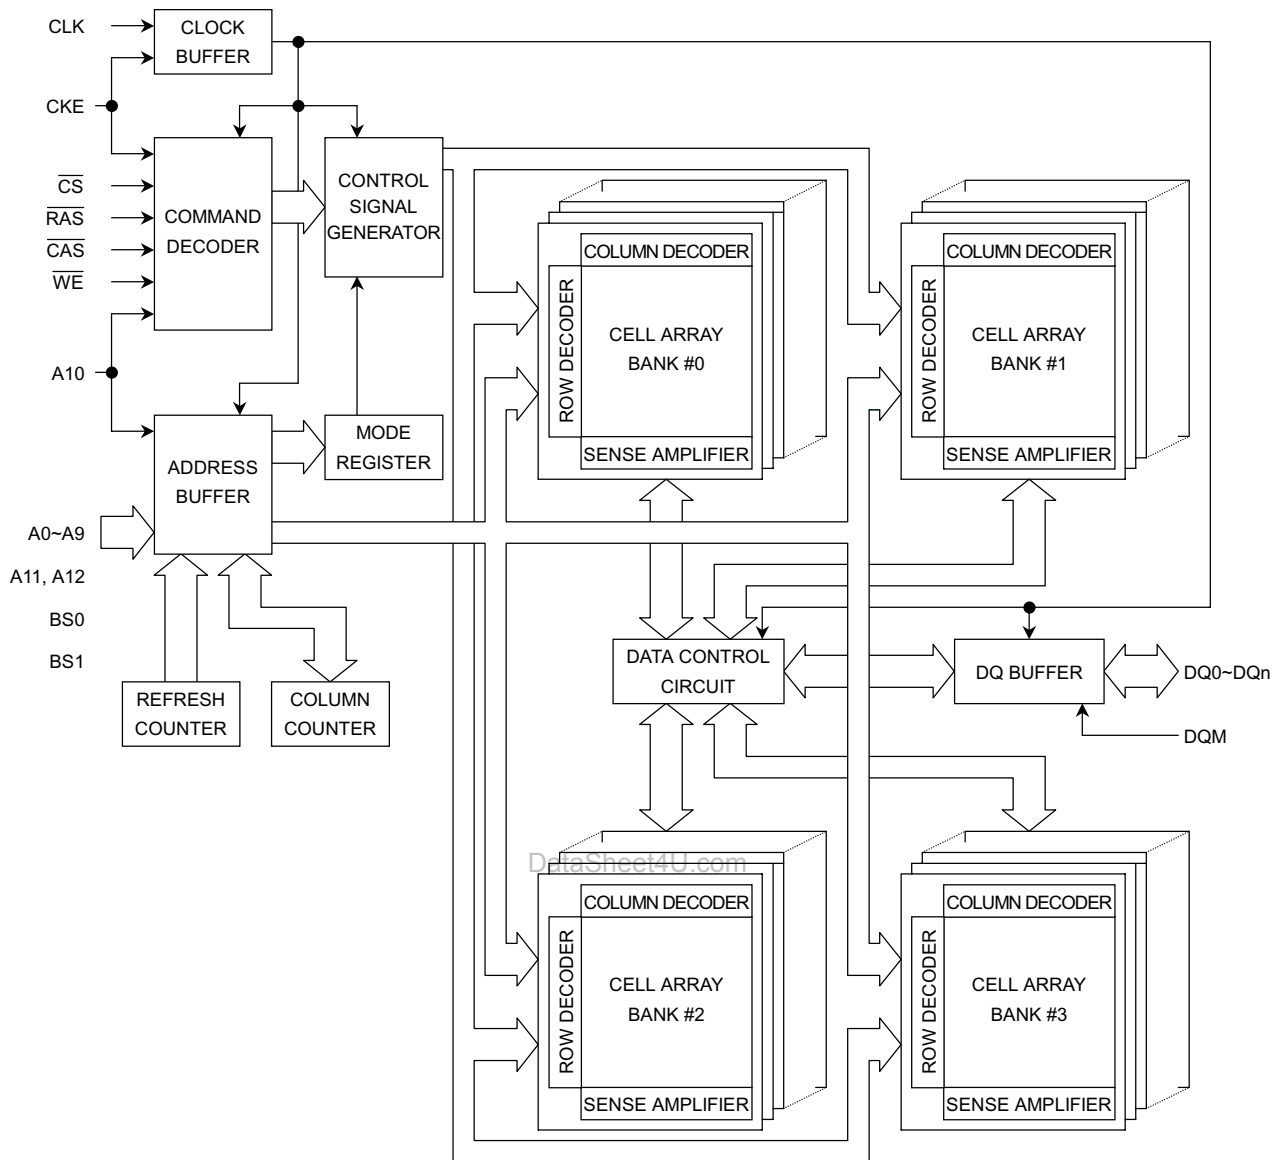 CLK
CLOCK
BUFFER
CKE
CS
RAS
CAS
WE
COMMAND
DECODER
CONTROL
SIGNAL
GENERATOR
A10
MODE
REGISTER
ADDRESS
BUFFER
A0~A9
A11, A12
BS0
BS1
REFRESH
COUNTER
COLUMN
COUNTER
COLUMN DECODER
ROW DECODER
CELL ARRAY
BANK #0
SENSE AMPLIFIER
COLUMN DECODER
ROW DECODER
CELL ARRAY
BANK #1
SENSE AMPLIFIER
DATA CONTROL
CIRCUIT
DQ BUFFER
DQ0~DQn
DQM
DataSheet4U.com
COLUMN DECODER
ROW DECODER
CELL ARRAY
BANK #2
SENSE AMPLIFIER
COLUMN DECODER
ROW DECODER
CELL ARRAY
BANK #3
SENSE AMPLIFIER